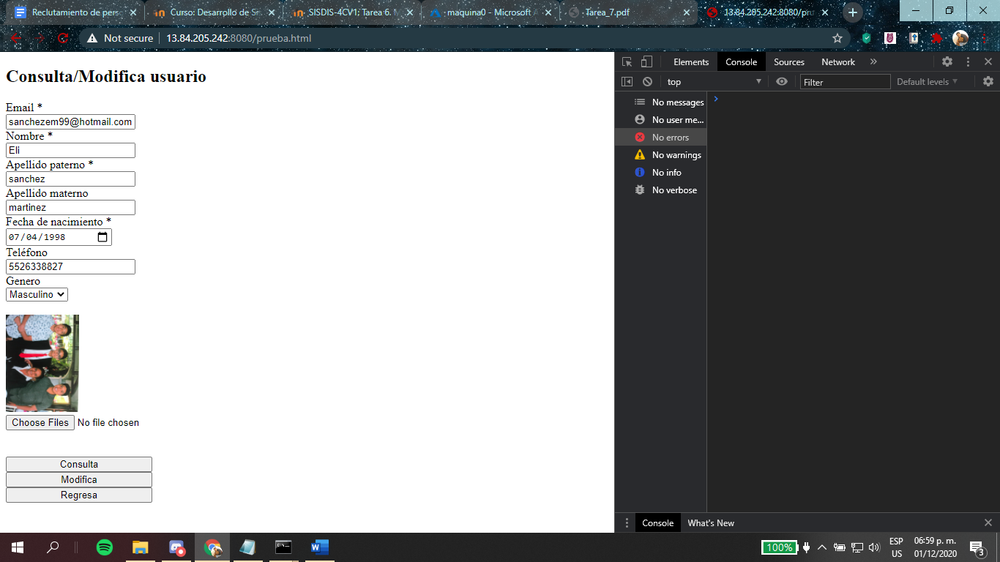 Reclutamiento de perso
Curso: Desarrollo de Si
SISDIS-4CV1; Tarea 6. M
maquina0 - Microsoft A
Tarea_7.pdf
13.84.205.242:8080/pru
Not secure 13.84.205.242:8080/prueba.html
Consulta/Modifica usuario
Email *
sanchezem99@hotmail.com
Nombre *
Eli
Apellido paterno *
sanchez
Apellido materno
martinez
Fecha de nacimiento *
07/04/1998
Teléfono
5526338827
Genero
Masculino
Choose Files No file chosen
Consulta
Modifica
Regresa
Elements Console Sources Network
top Filter Default levels
No messages
No user me...
No errors
No warnings
No info
No verbose
Console What's New
100%
ESP
US
06:59 p. m.
01/12/2020
3